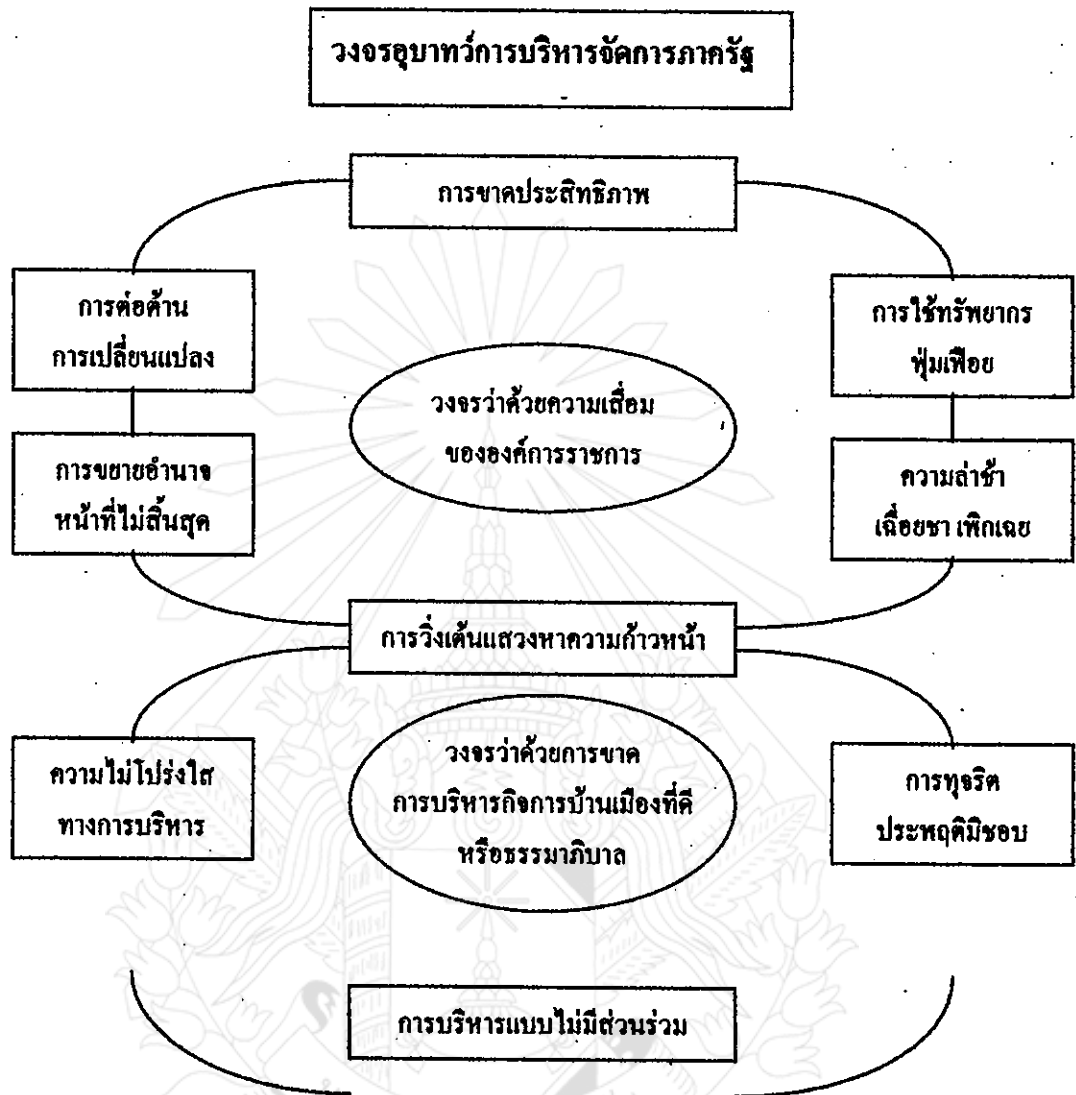 วงจรอุบาทว์การบริหารจัดการภาครัฐ
การขาดประสิทธิภาพ
การต่อต้าน
การเปลี่ยนแปลง
การใช้ทรัพยากร
ฟุ่มเฟือย
วงจรว่าด้วยความเสื่อม
ขององค์การราชการ
การขยายอำนาจ
หน้าที่ไม่สิ้นสุด
ความล่าช้า
เฉื่อยชา เพิกเฉย
การวิ่งเต้นแสวงหาความก้าวหน้า
ความไม่โปร่งใส
ทางการบริหาร
วงจรว่าด้วยการขาด
การบริหารกิจการบ้านเมืองที่ดี
หรือธรรมาภิบาล
การทุจริต
ประพฤติมิชอบ
การบริหารแบบไม่มีส่วนร่วม